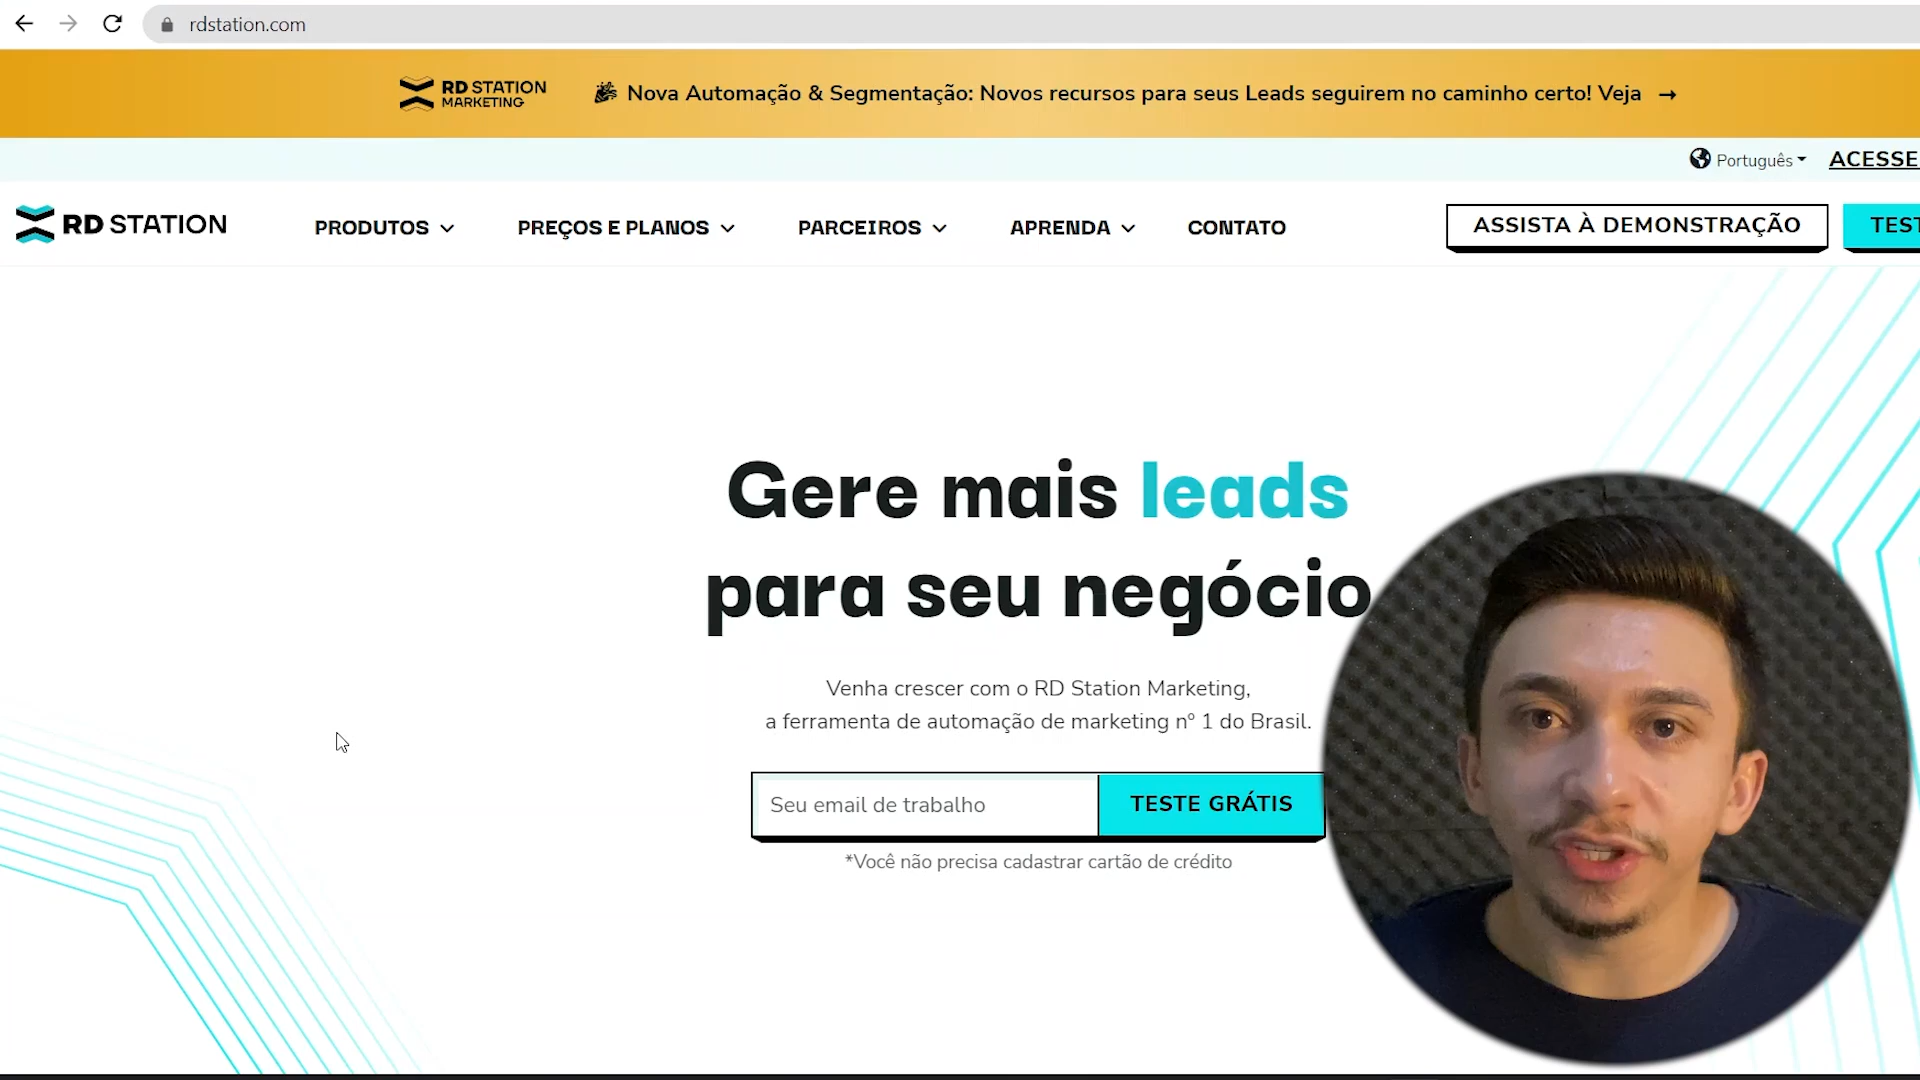 rdstation.com
RD STATION
MARKETING
Nova Automação & Segmentação: Novos recursos para seus Leads seguirem no caminho certo! Veja →
Português
ACESSE
RD STATION
PRODUTOS
PREÇOS E PLANOS
PARCEIROS
APRENDA
CONTATO
ASSISTA À DEMONSTRAÇÃO
TEST
Gere mais leads
para seu negócio
Venha crescer com o RD Station Marketing,
a ferramenta de automação de marketing nº 1 do Brasil.
Seu email de trabalho
TESTE GRÁTIS
*Você não precisa cadastrar cartão de crédito